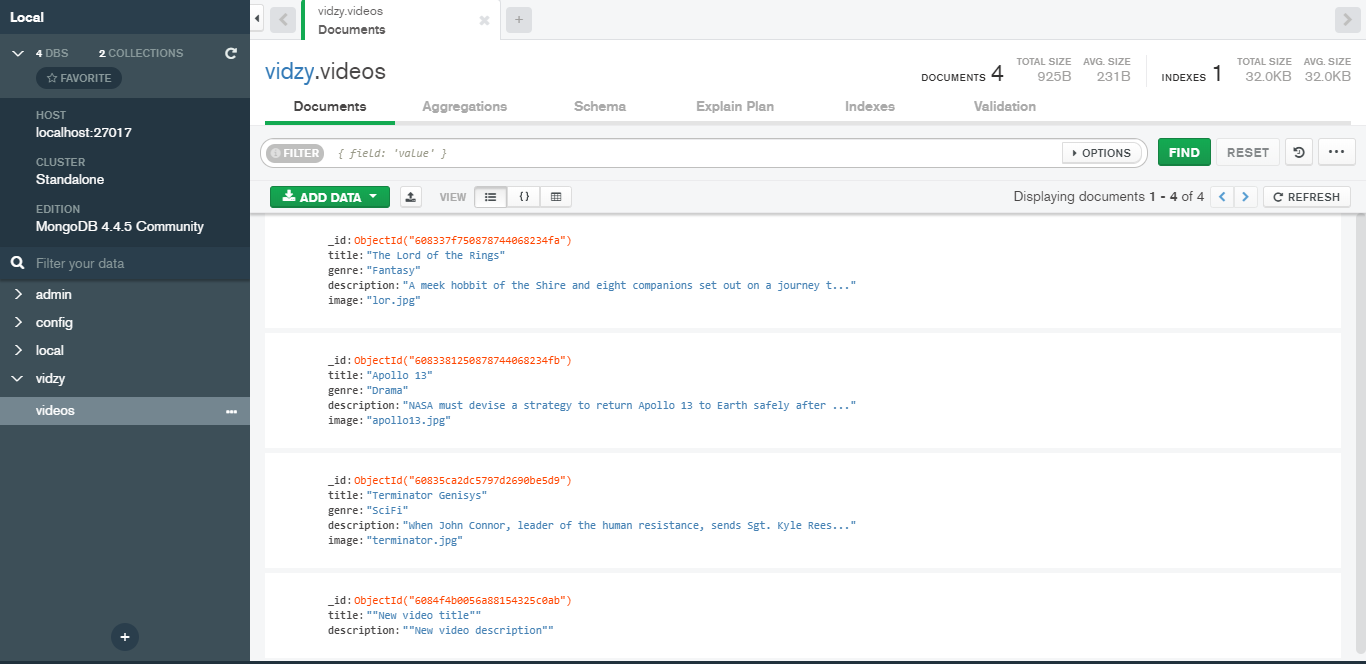 Local
4 DBS 2 COLLECTIONS
FAVORITE
HOST
localhost:27017
CLUSTER
Standalone
EDITION
MongoDB 4.4.5 Community
Filter your data
admin
config
local
vidzy
videos
vidzy.videos
Documents
vidzy.videos
DOCUMENTS 4 TOTAL SIZE 925B AVG. SIZE 231B INDEXES 1 TOTAL SIZE 32.0KB AVG. SIZE 32.0KB
Documents Aggregations Schema Explain Plan Indexes Validation
FILTER { field: 'value' } OPTIONS FIND RESET
ADD DATA VIEW {} Displaying documents 1 - 4 of 4 REFRESH
_id: ObjectId("608337f750878744068234fa")
title: "The Lord of the Rings"
genre: "Fantasy"
description: "A meek hobbit of the Shire and eight companions set out on a journey t..."
image: "lor.jpg"
_id: ObjectId("6083381250878744068234fb")
title: "Apollo 13"
genre: "Drama"
description: "NASA must devise a strategy to return Apollo 13 to Earth safely after ..."
image: "apollo13.jpg"
_id: ObjectId("60835ca2dc5797d2690be5d9")
title: "Terminator Genisys"
genre: "SciFi"
description: "When John Connor, leader of the human resistance, sends Sgt. Kyle Rees..."
image: "terminator.jpg"
_id: ObjectId("6084f4b0056a88154325c0ab")
title: ""New video title""
description: ""New video description""